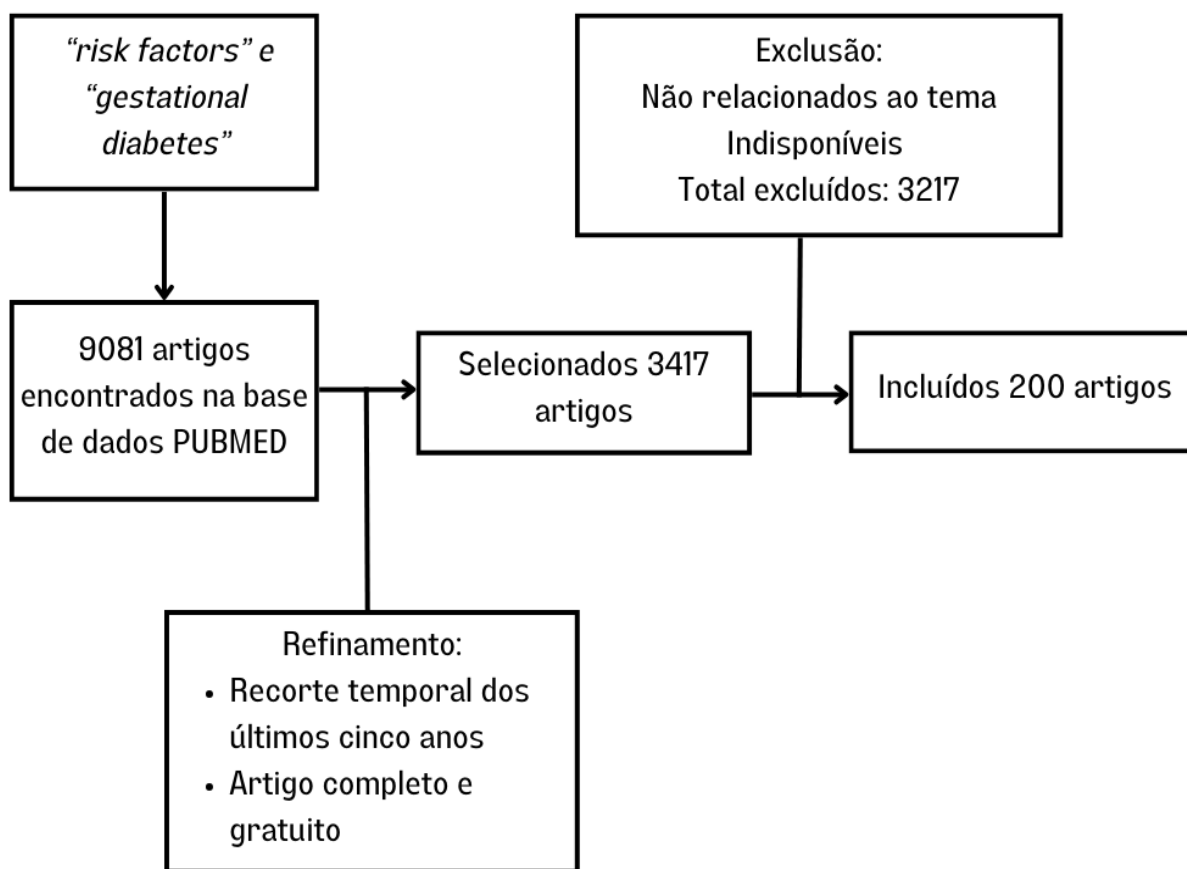 “risk factors” e
“gestational
diabetes”
Exclusão:
Não relacionados ao tema
Indisponíveis
Total excluídos: 3217
9081 artigos
encontrados na base
de dados PUBMED
Selecionados 3417
artigos
Incluídos 200 artigos
Refinamento:
• Recorte temporal dos
últimos cinco anos
• Artigo completo e
gratuito